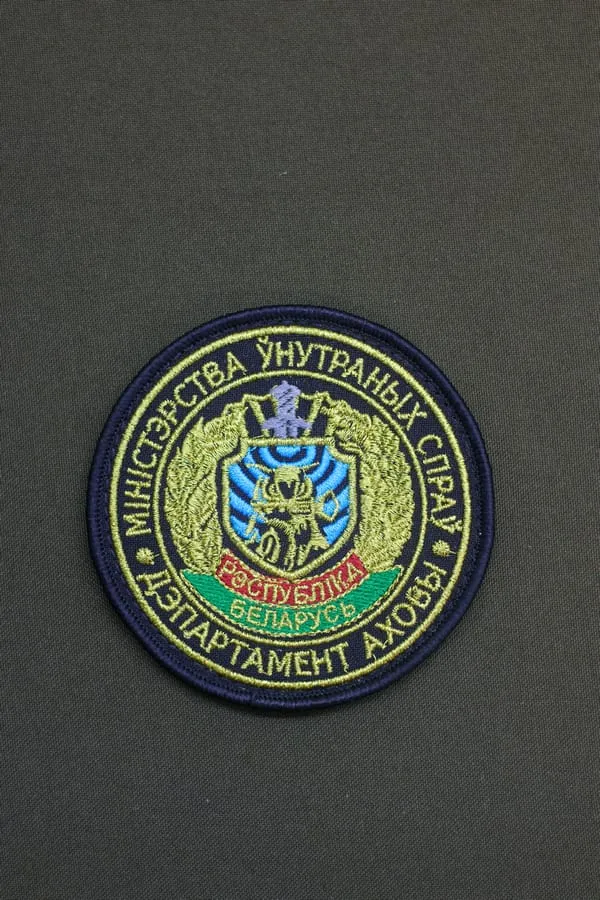 МІНІСТЭРСТВА ЎНУТРАНЫХ СПРАЎ
РЭСПУБЛІКА
БЕЛАРУСЬ
ДЭПАРТАМЕНТ АХОВЫ